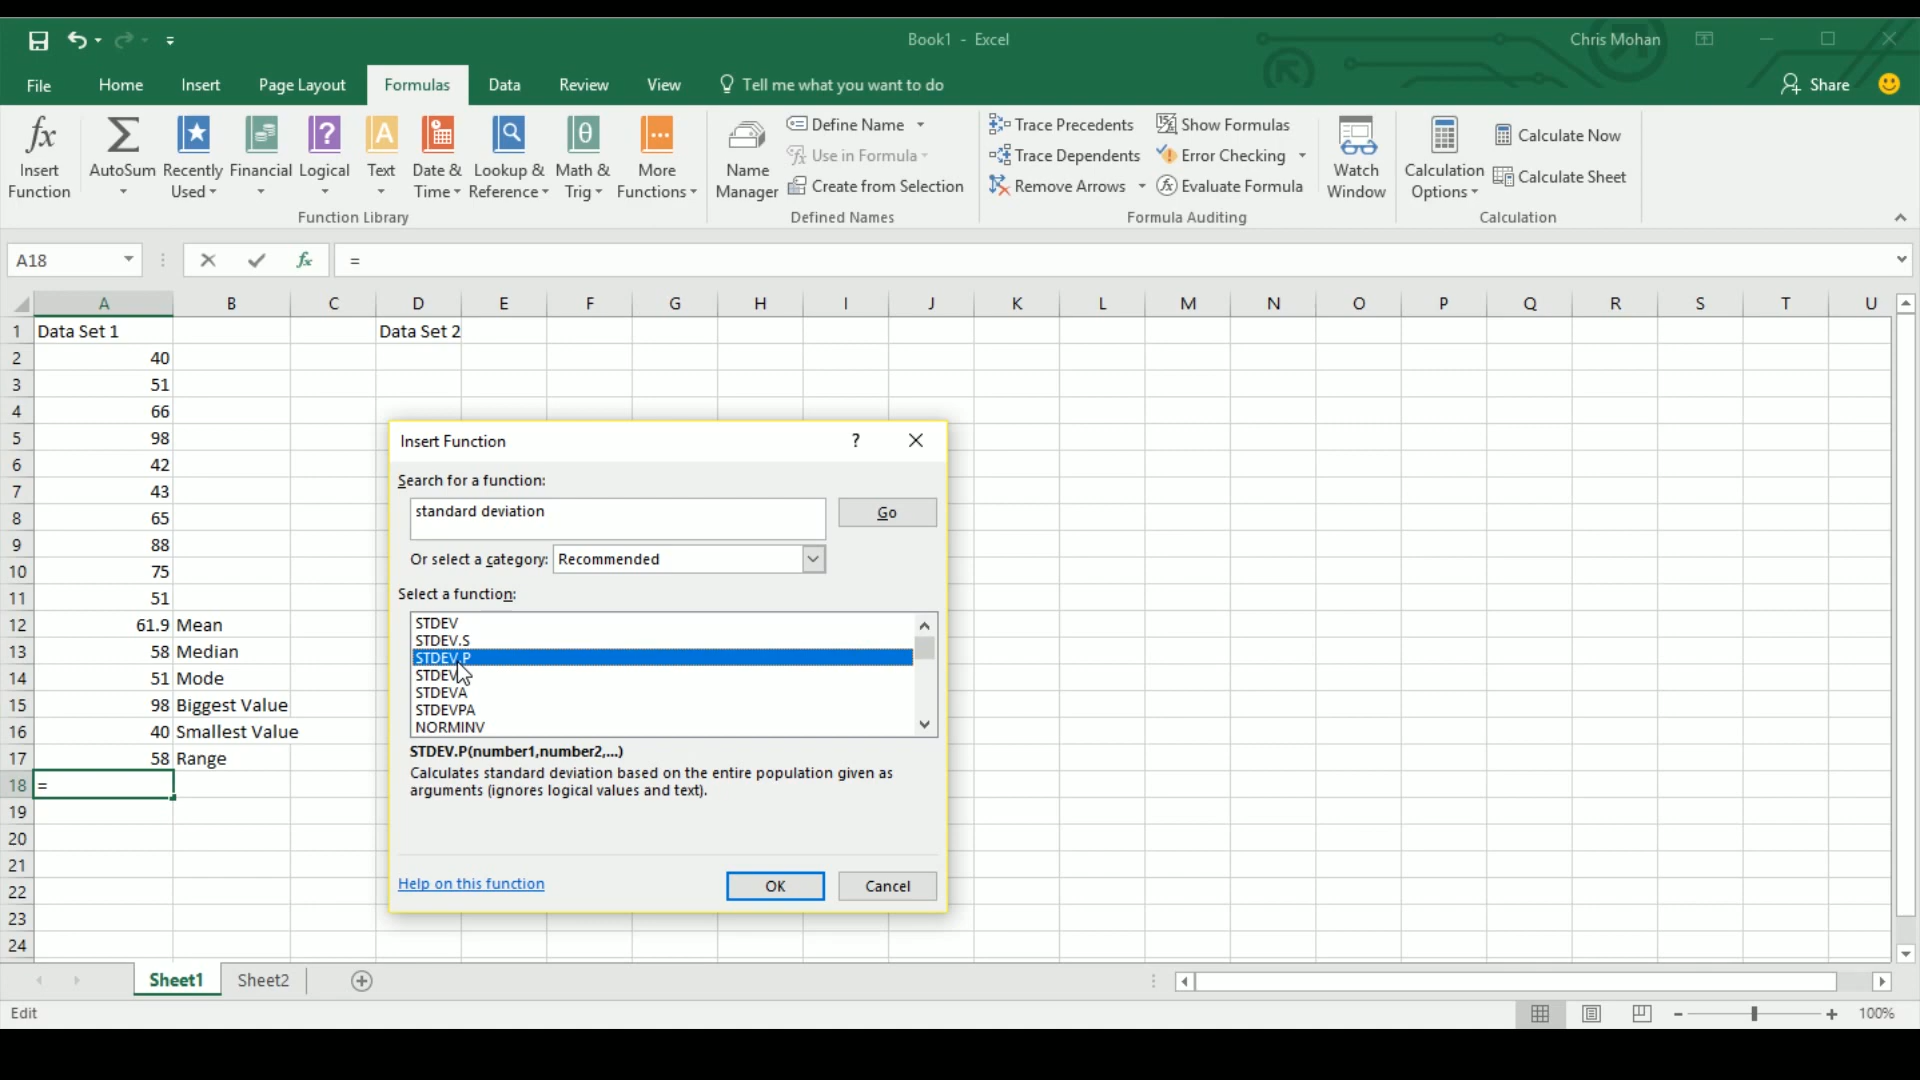 Book1 - Excel
Chris Mohan
File Home Insert Page Layout Formulas Data Review View Tell me what you want to do Share
fx Insert Function
Σ AutoSum
Recently Used
Financial
Logical
Text
Date & Time
Lookup & Reference
Math & Trig
More Functions
Function Library
Name Manager
Define Name
Use in Formula
Create from Selection
Defined Names
Trace Precedents
Trace Dependents
Remove Arrows
Show Formulas
Error Checking
Evaluate Formula
Formula Auditing
Watch Window
Calculation Options
Calculate Now
Calculate Sheet
Calculation
A18 fx =
A B C D E F G H I J K L M N O P Q R S T U
1 Data Set 1 Data Set 2
2 40
3 51
4 66
5 98
6 42
7 43
8 65
9 88
10 75
11 51
12 61.9 Mean
13 58 Median
14 51 Mode
15 98 Biggest Value
16 40 Smallest Value
17 58 Range
18 =
19
20
21
22
23
24
Insert Function ?
Search for a function:
standard deviation Go
Or select a category: Recommended
Select a function:
STDEV
STDEV.S
STDEV.P
STDEV
STDEVA
STDEVPA
NORMINV
STDEV.P(number1,number2,...)
Calculates standard deviation based on the entire population given as
arguments (ignores logical values and text).
Help on this function OK Cancel
Sheet1 Sheet2
Edit 100%